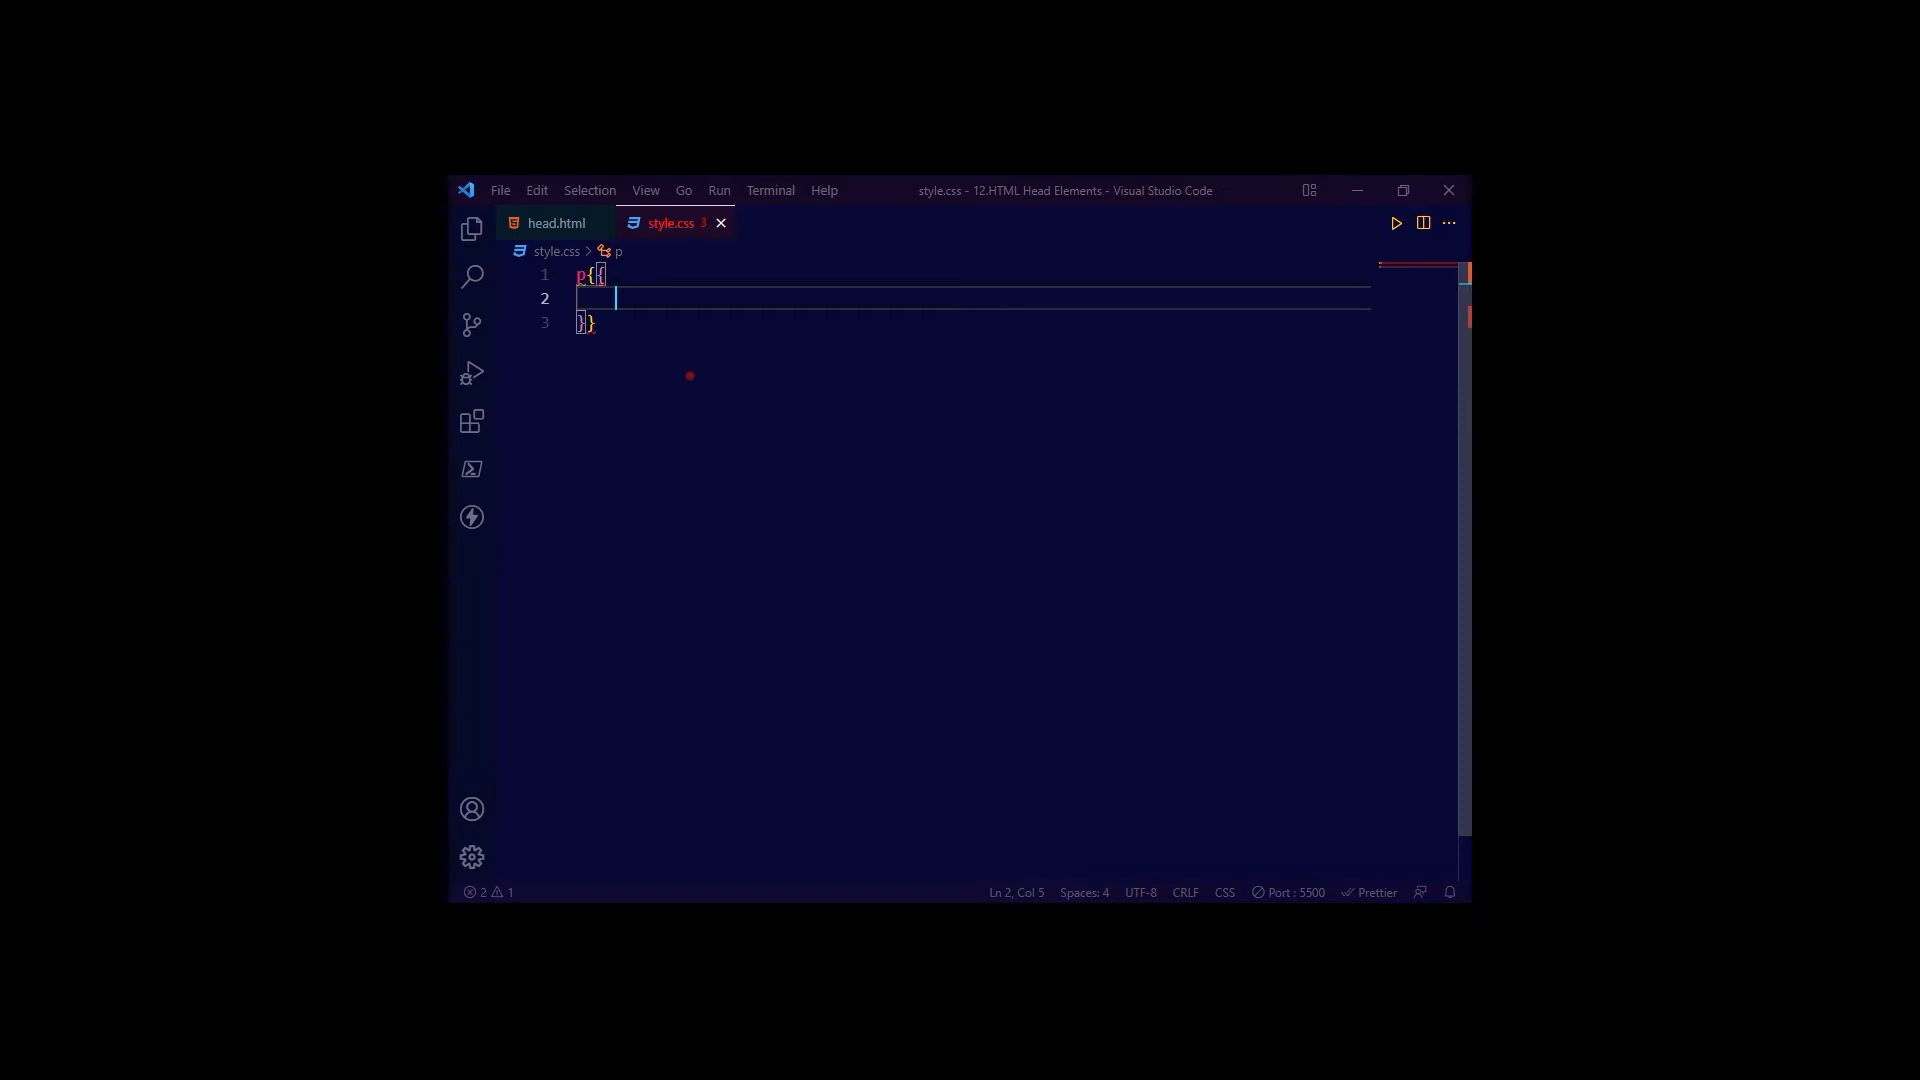 File Edit Selection View Go Run Terminal Help style.css - 12.HTML Head Elements - Visual Studio Code
head.html style.css 3
style.css > p
1 p{{
2
3 }}
2 1 Ln 2, Col 5 Spaces: 4 UTF-8 CRLF CSS Port : 5500 Prettier